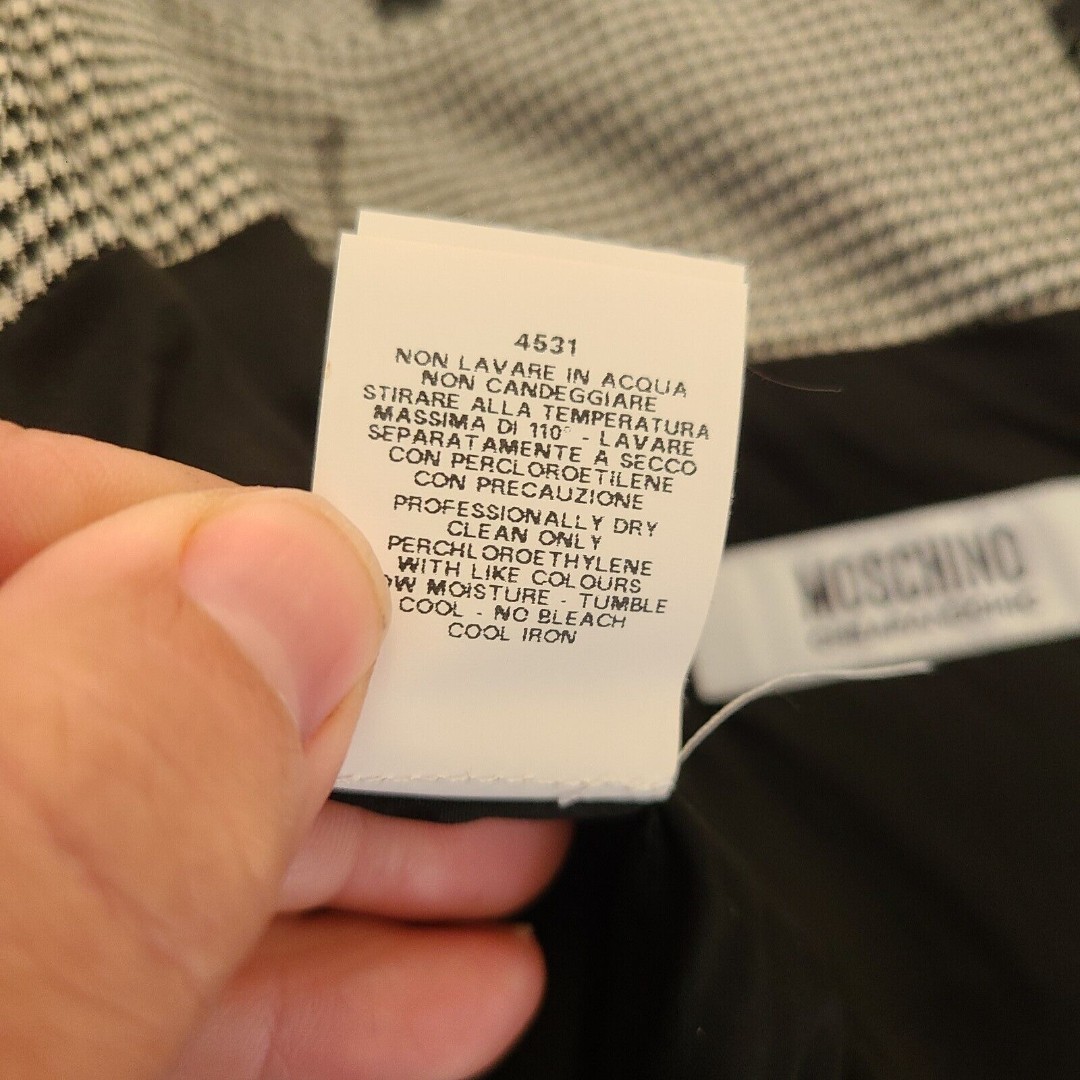 4531
NON LAVARE IN ACQUA
NON CANDEGGIARE
STIRARE ALLA TEMPERATURA
MASSIMA DI 110° - LAVARE
SEPARATAMENTE A SECCO
CON PERCLOROETILENE
CON PRECAUZIONE
PROFESSIONALLY DRY
CLEAN ONLY
PERCHLOROETHYLENE
WITH LIKE COLOURS
OW MOISTURE - TUMBLE
COOL - NO BLEACH
COOL IRON
MOSCHINO